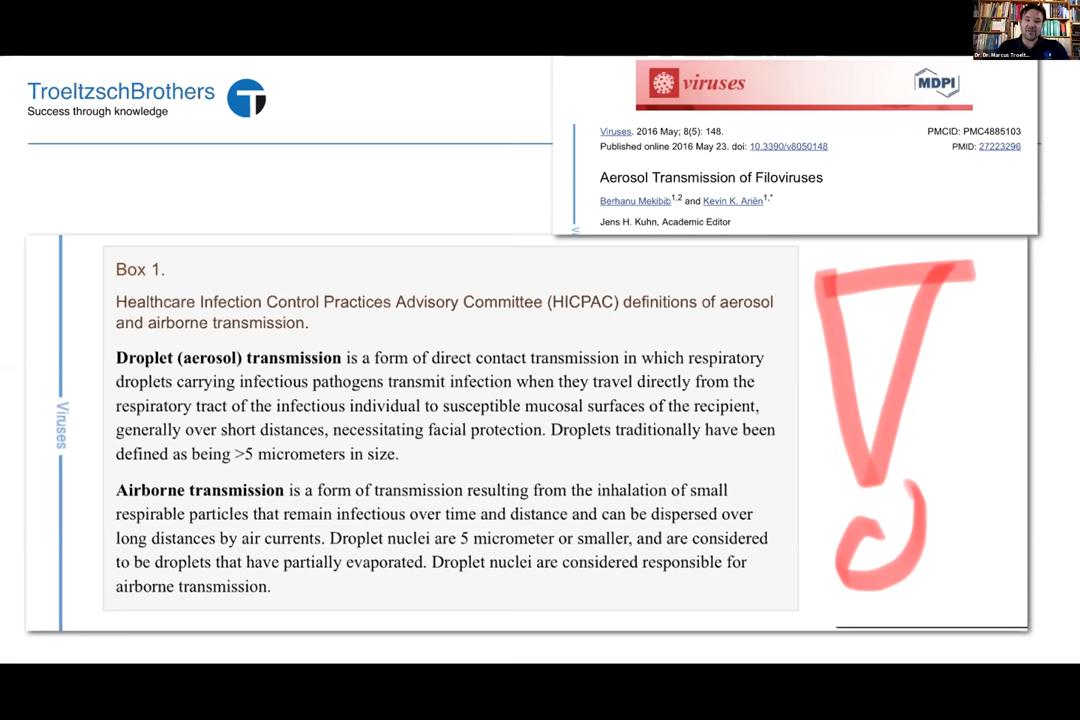 Dr. Dr. Marcus Troelt...
TroeltzschBrothers
Success through knowledge
T
viruses
MDPI
Viruses. 2016 May; 8(5): 148.
PMCID: PMC4885103
Published online 2016 May 23. doi: 10.3390/v8050148
PMID: 27223296
Aerosol Transmission of Filoviruses
Berhanu Mekibib1,2 and Kevin K. Ariën1,*
Jens H. Kuhn, Academic Editor
Viruses
Box 1.
Healthcare Infection Control Practices Advisory Committee (HICPAC) definitions of aerosol
and airborne transmission.
Droplet (aerosol) transmission is a form of direct contact transmission in which respiratory
droplets carrying infectious pathogens transmit infection when they travel directly from the
respiratory tract of the infectious individual to susceptible mucosal surfaces of the recipient,
generally over short distances, necessitating facial protection. Droplets traditionally have been
defined as being >5 micrometers in size.
Airborne transmission is a form of transmission resulting from the inhalation of small
respirable particles that remain infectious over time and distance and can be dispersed over
long distances by air currents. Droplet nuclei are 5 micrometer or smaller, and are considered
to be droplets that have partially evaporated. Droplet nuclei are considered responsible for
airborne transmission.
!